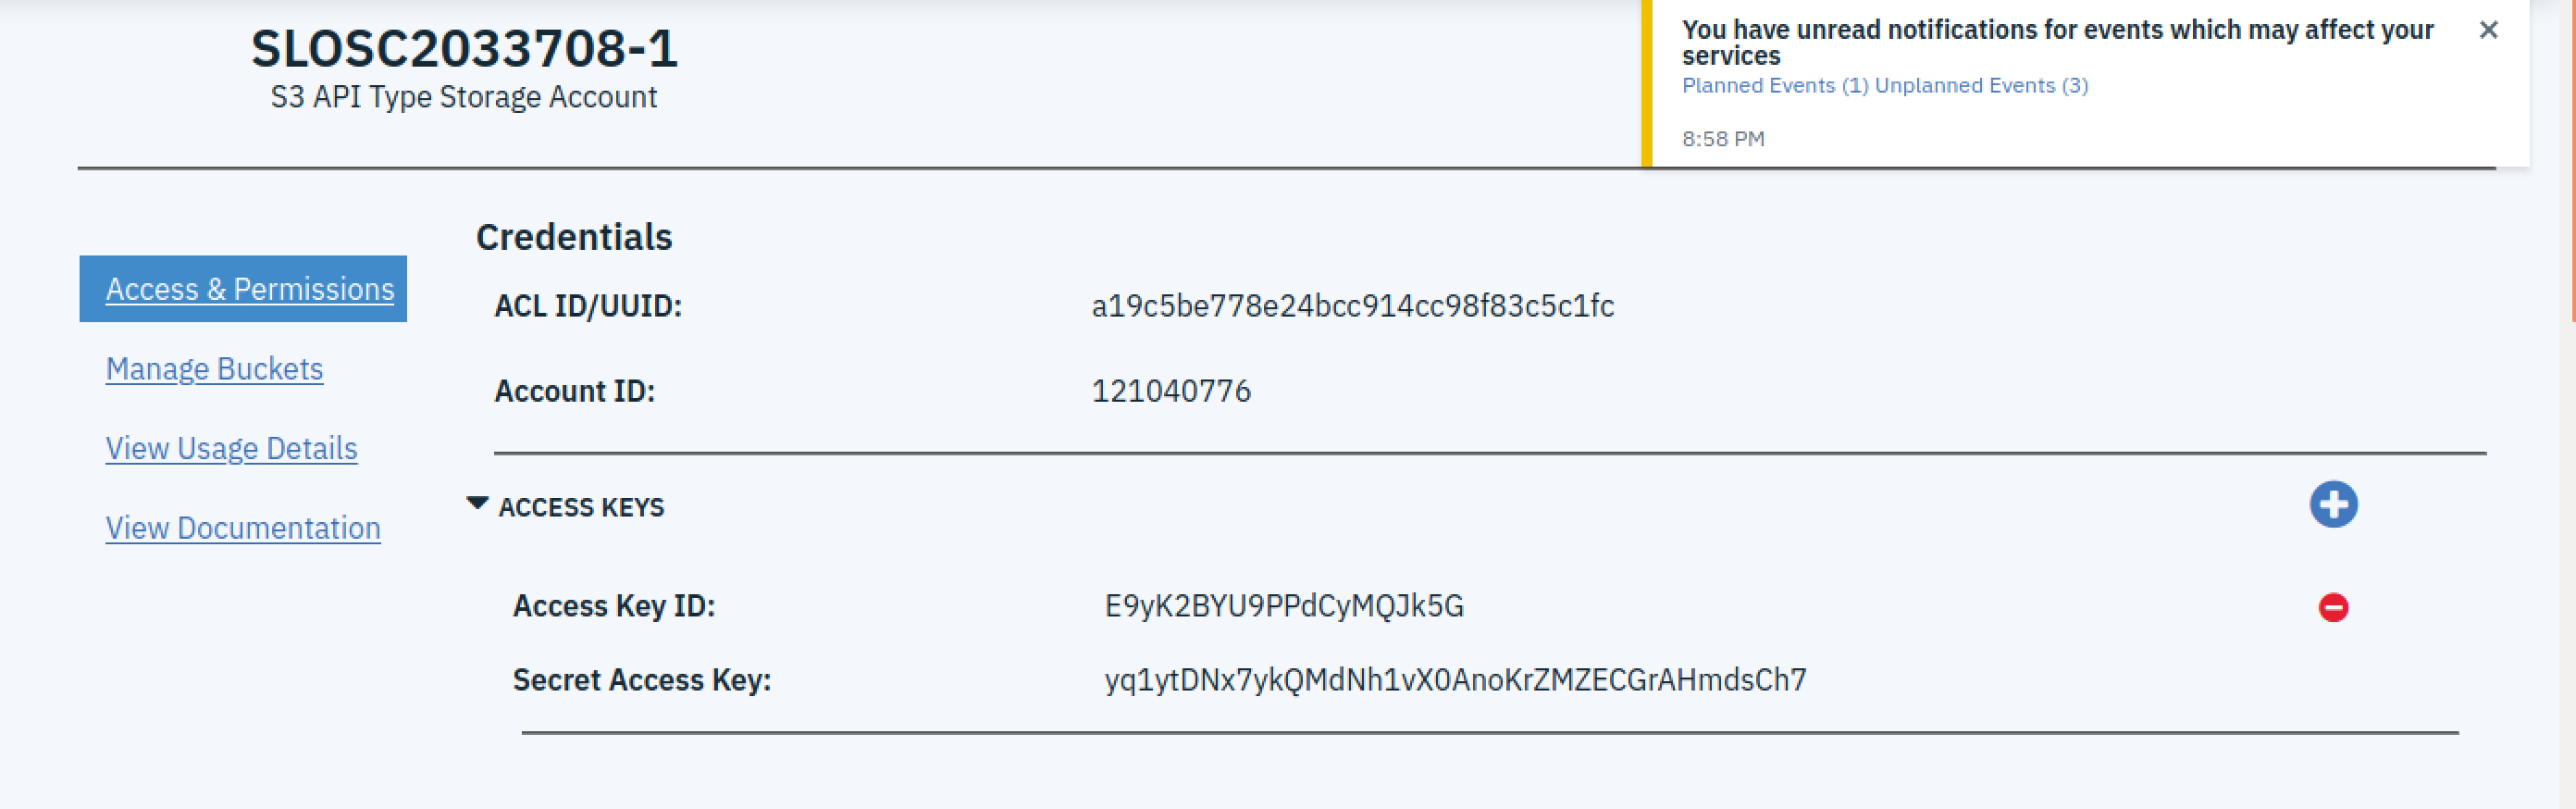 SLOSC2033708-1
S3 API Type Storage Account
You have unread notifications for events which may affect your
services
Planned Events (1) Unplanned Events (3)
8:58 PM
Access & Permissions
Manage Buckets
View Usage Details
View Documentation
Credentials
ACL ID/UUID: a19c5be778e24bcc914cc98f83c5c1fc
Account ID: 121040776
ACCESS KEYS
Access Key ID: E9yK2BYU9PPdCyMQJk5G
Secret Access Key: yq1ytDNx7ykQMdNh1vX0AnoKrZMZECGrAHmdsCh7